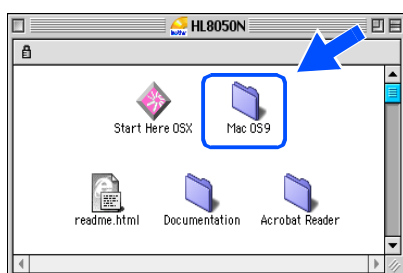 HL8050N
Start Here OSX
Mac OS9
readme.html
Documentation
Acrobat Reader